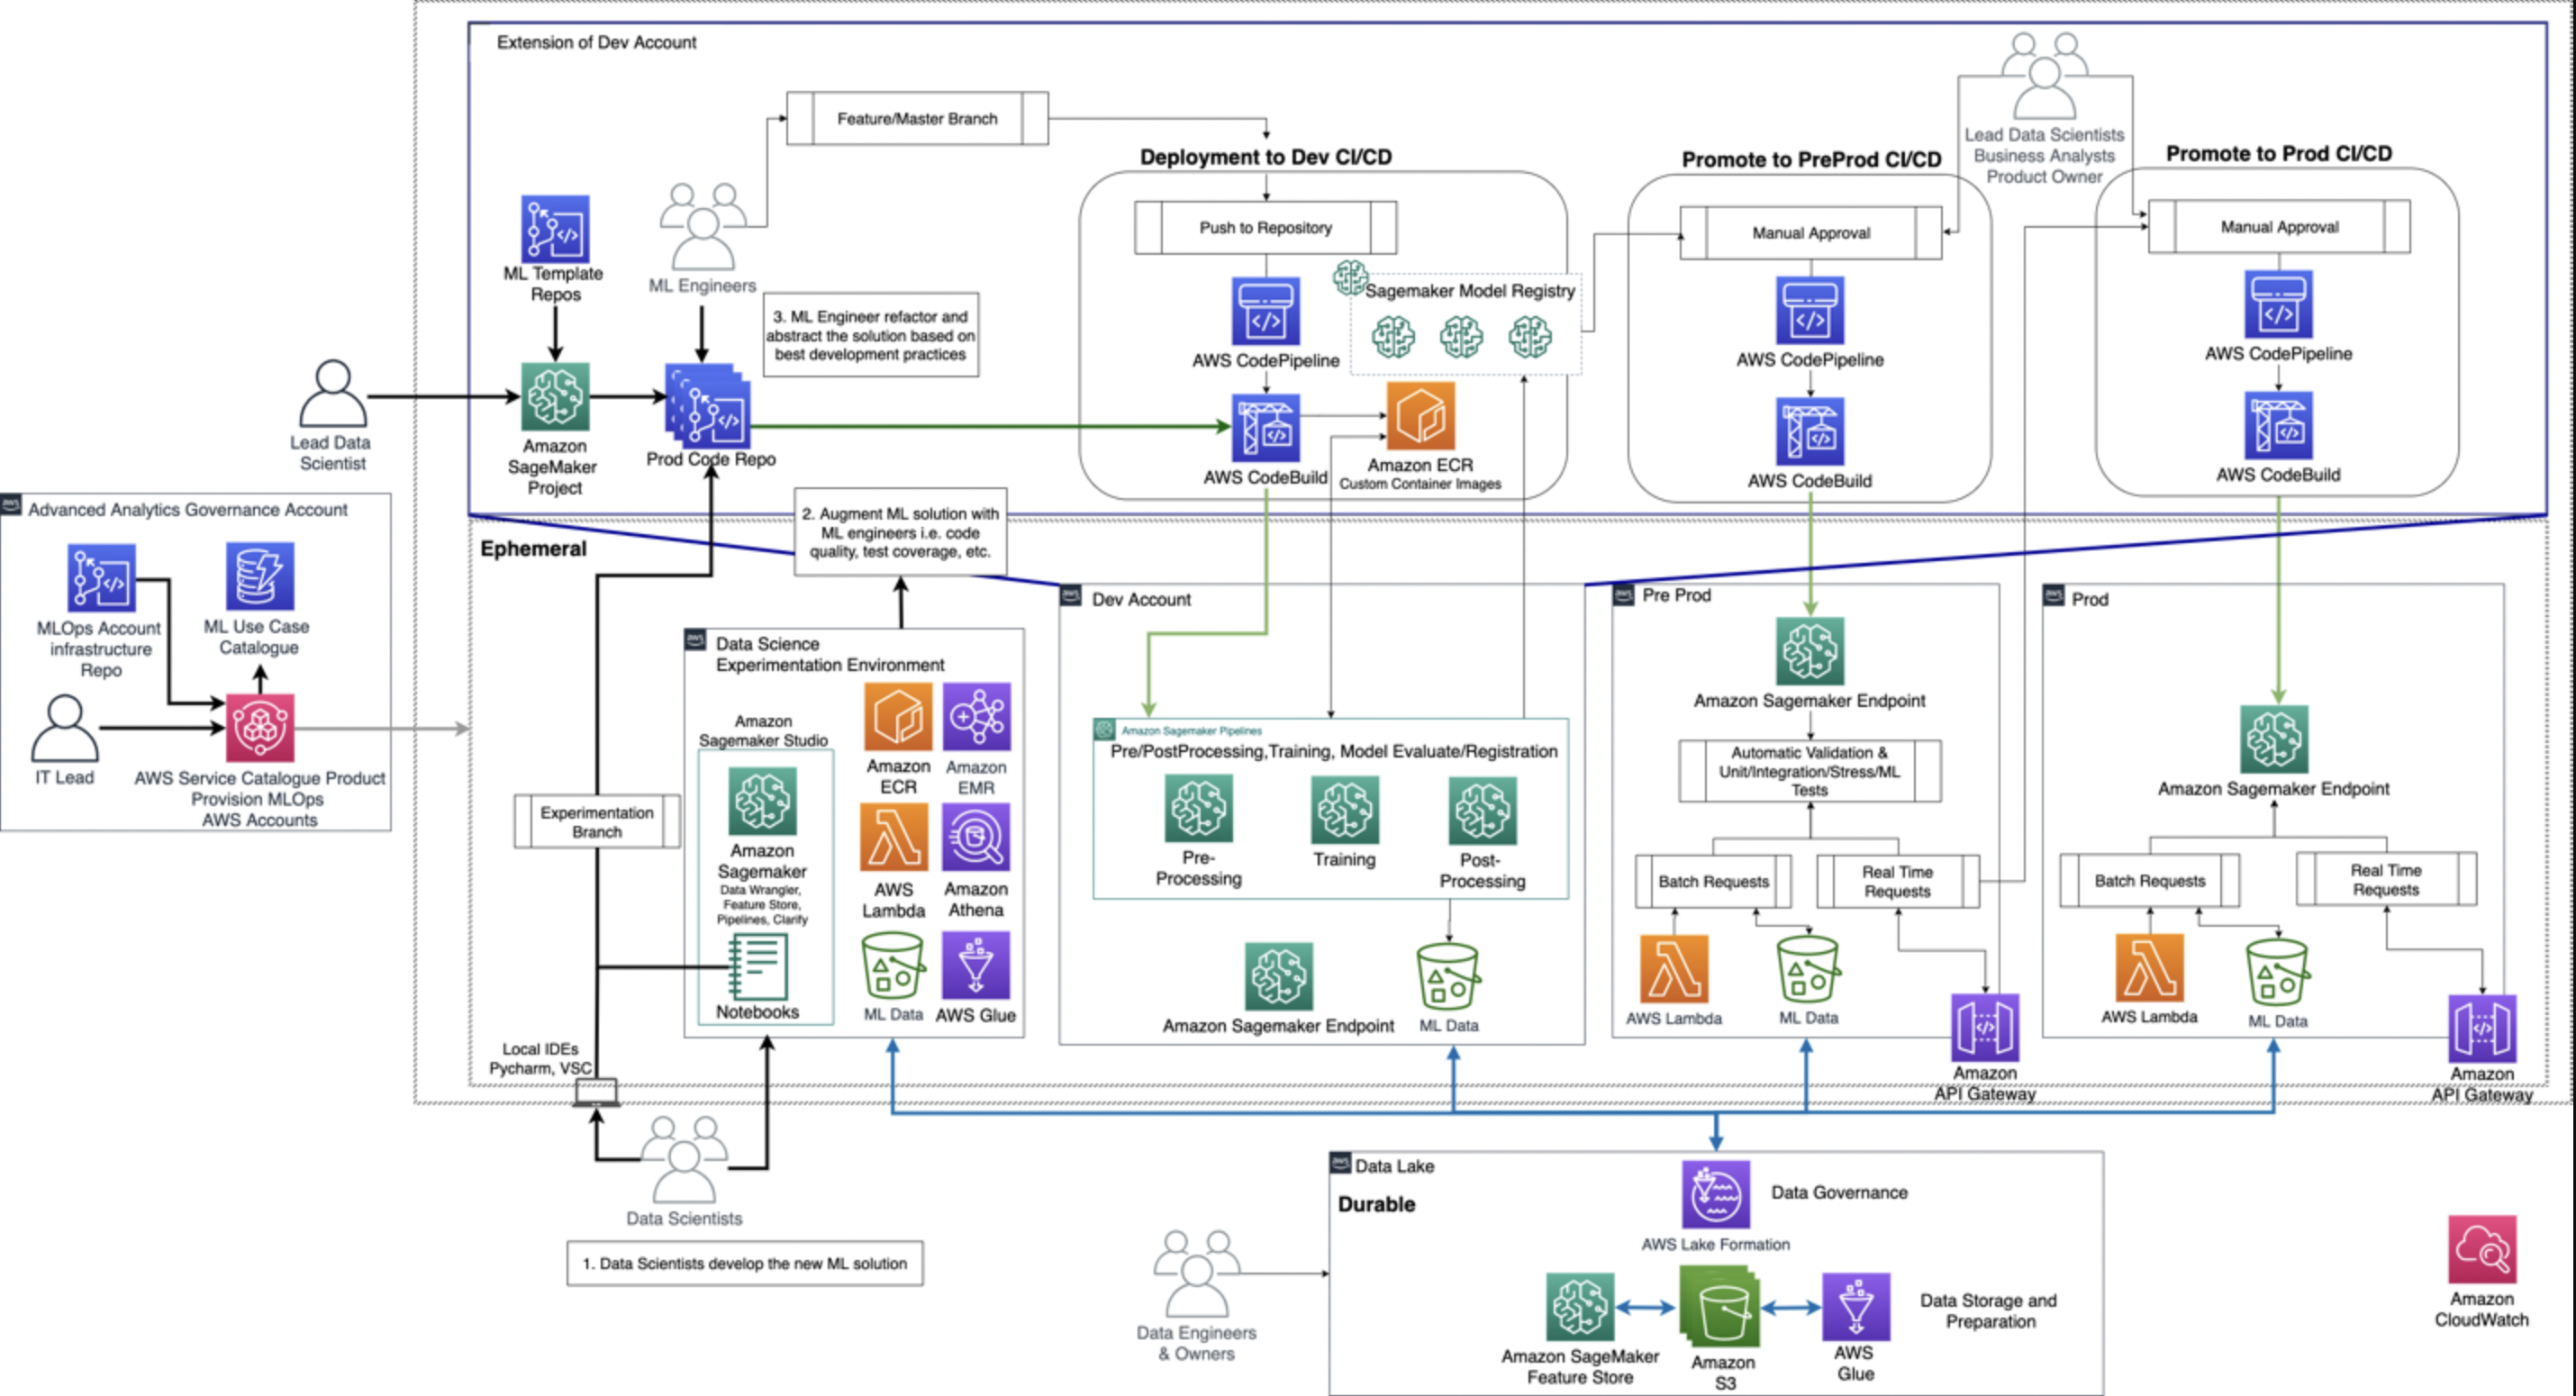 Extension of Dev Account
Feature/Master Branch
Deployment to Dev CI/CD
Promote to PreProd CI/CD
Lead Data Scientists
Business Analysts
Product Owner
Promote to Prod CI/CD
ML Template
Repos
ML Engineers
3. ML Engineer refactor and
abstract the solution based on
best development practices
Push to Repository
Sagemaker Model Registry
AWS CodePipeline
AWS CodeBuild
Amazon ECR
Custom Container Images
Manual Approval
AWS CodePipeline
AWS CodeBuild
Manual Approval
AWS CodePipeline
AWS CodeBuild
Lead Data
Scientist
Amazon
SageMaker
Project
Prod Code Repo
aws
Advanced Analytics Governance Account
MLOps Account
infrastructure
Repo
ML Use Case
Catalogue
IT Lead
AWS Service Catalogue Product
Provision MLOps
AWS Accounts
Ephemeral
2. Augment ML solution with
ML engineers i.e. code
quality, test coverage, etc.
Experimentation
Branch
Local IDEs
Pycharm, VSC
aws
Data Science
Experimentation Environment
Amazon
Sagemaker Studio
Amazon
Sagemaker
Data Wrangler,
Feature Store,
Pipelines, Clarify
Notebooks
Amazon
ECR
Amazon
EMR
AWS
Lambda
Amazon
Athena
ML Data
AWS Glue
aws
Dev Account
Amazon Sagemaker Pipelines
Pre/PostProcessing,Training, Model Evaluate/Registration
Pre-
Processing
Training
Post-
Processing
Amazon Sagemaker Endpoint
ML Data
aws
Pre Prod
Amazon Sagemaker Endpoint
Automatic Validation &
Unit/Integration/Stress/ML
Tests
Batch Requests
Real Time
Requests
AWS Lambda
ML Data
Amazon
API Gateway
aws
Prod
Amazon Sagemaker Endpoint
Batch Requests
Real Time
Requests
AWS Lambda
ML Data
Amazon
API Gateway
Data Scientists
1. Data Scientists develop the new ML solution
Data Engineers
& Owners
aws
Data Lake
Durable
Data Governance
AWS Lake Formation
Amazon SageMaker
Feature Store
Amazon
S3
AWS
Glue
Data Storage and
Preparation
Amazon
CloudWatch